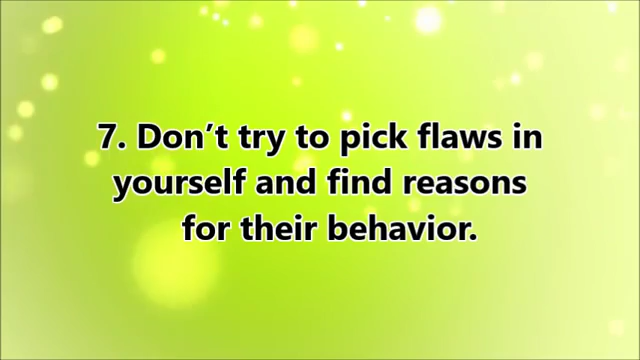 7. Don’t try to pick flaws in
yourself and find reasons
for their behavior.